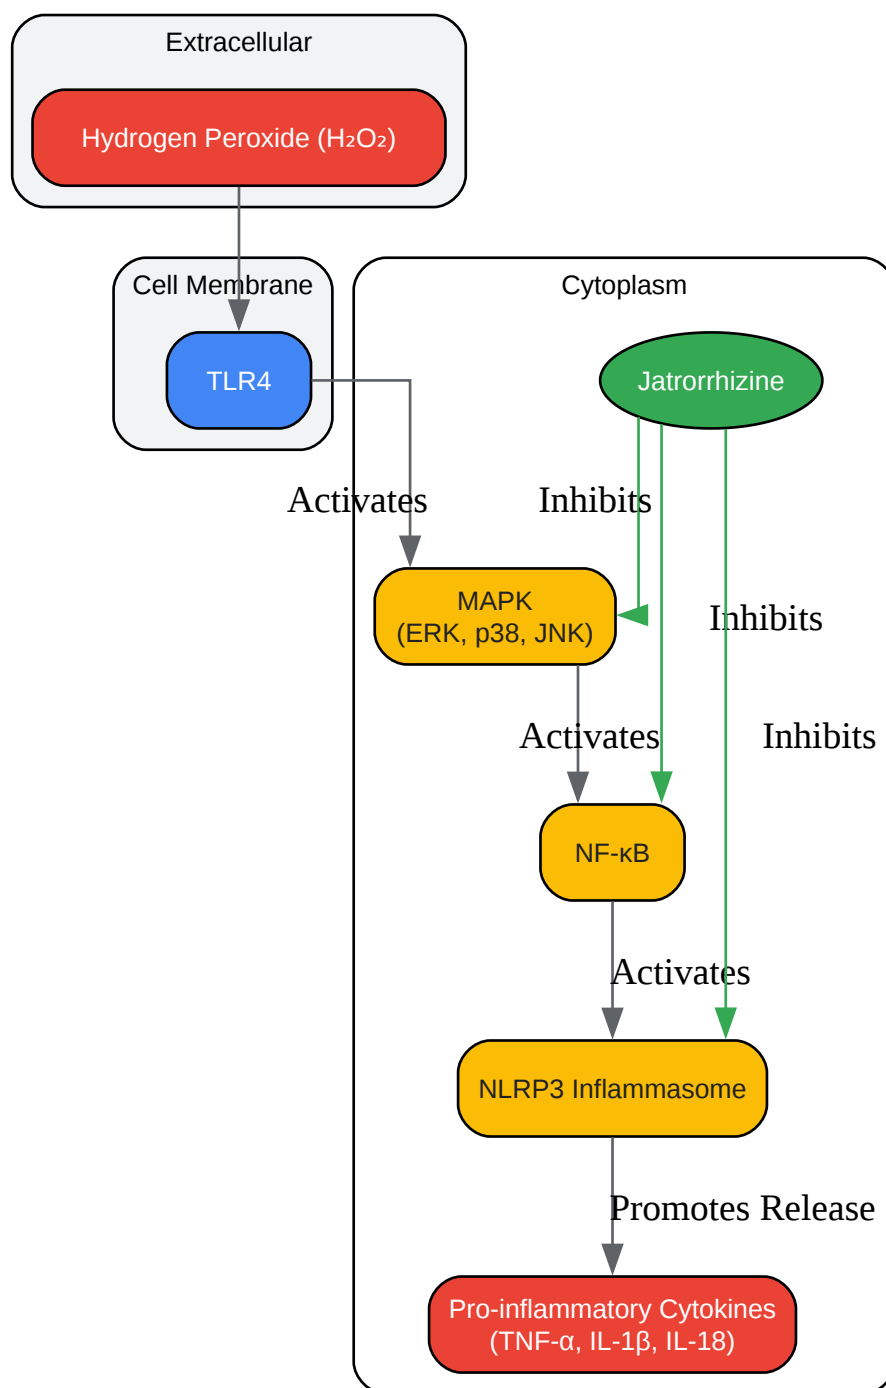 Extracellular
Hydrogen Peroxide (H₂O₂)
Cell Membrane
Cytoplasm
TLR4
Jatrorrhizine
Activates
Inhibits
MAPK
(ERK, p38, JNK)
Inhibits
Activates
Inhibits
NF-κB
Activates
NLRP3 Inflammasome
Promotes Release
Pro-inflammatory Cytokines
(TNF-α, IL-1β, IL-18)